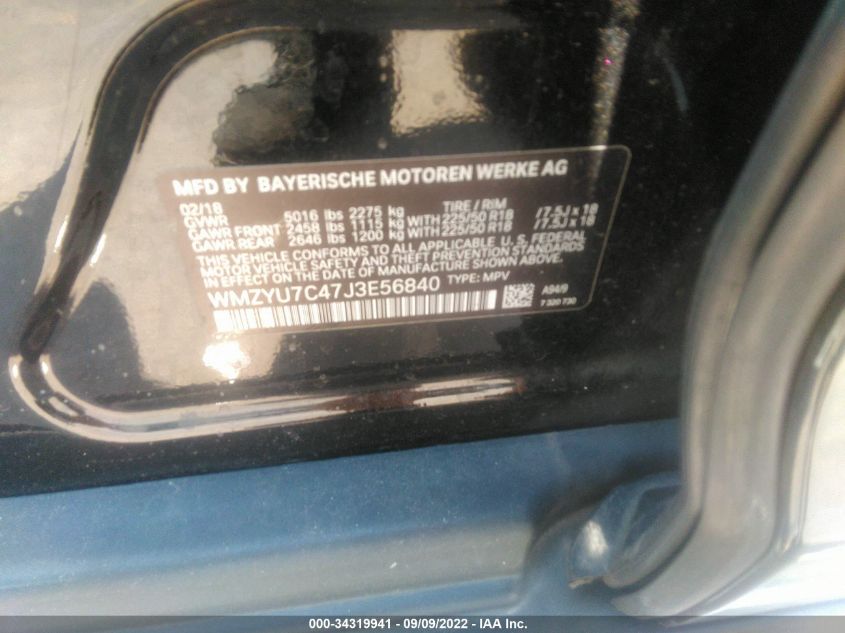 MFD BY BAYERISCHE MOTOREN WERKE AG
02/18 TIRE / RIM
GVWR 5016 lbs 2275 kg
GAWR FRONT 2458 lbs 1115 kg WITH 225/50 R18 /7.5J x 18
GAWR REAR 2646 lbs 1200 kg WITH 225/50 R18 /7.5J x 18
THIS VEHICLE CONFORMS TO ALL APPLICABLE U.S. FEDERAL
MOTOR VEHICLE SAFETY AND THEFT PREVENTION STANDARDS
IN EFFECT ON THE DATE OF MANUFACTURE SHOWN ABOVE.
WMZYU7C47J3E56840 TYPE: MPV A94/9
7 320 730
000-34319941 - 09/09/2022 - IAA Inc.